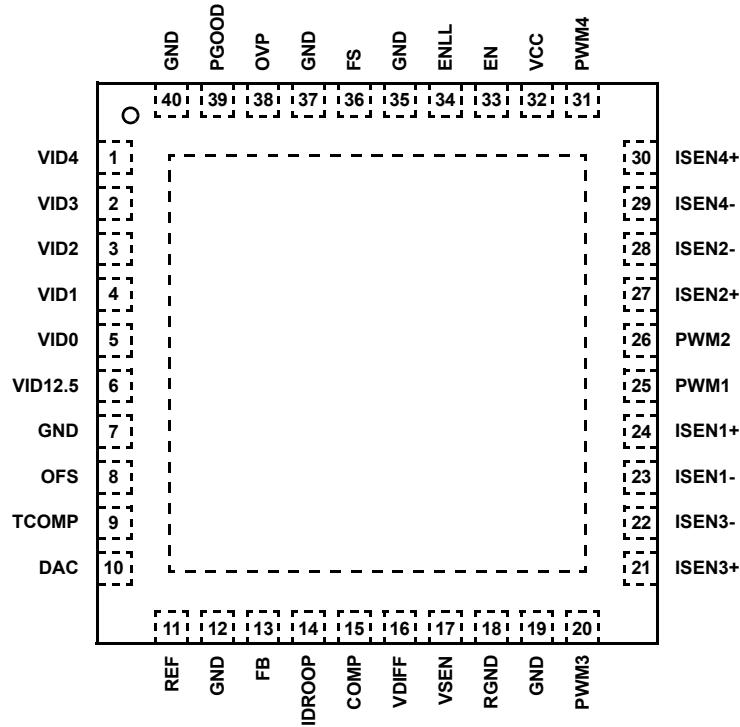 GND PGOOD OVP GND FS GND ENLL EN VCC PWM4
40 39 38 37 36 35 34 33 32 31
VID4 1 30 ISEN4+
VID3 2 29 ISEN4-
VID2 3 28 ISEN2-
VID1 4 27 ISEN2+
VID0 5 26 PWM2
VID12.5 6 25 PWM1
GND 7 24 ISEN1+
OFS 8 23 ISEN1-
TCOMP 9 22 ISEN3-
DAC 10 21 ISEN3+
11 12 13 14 15 16 17 18 19 20
REF GND FB IDROOP COMP VDIFF VSEN RGND GND PWM3